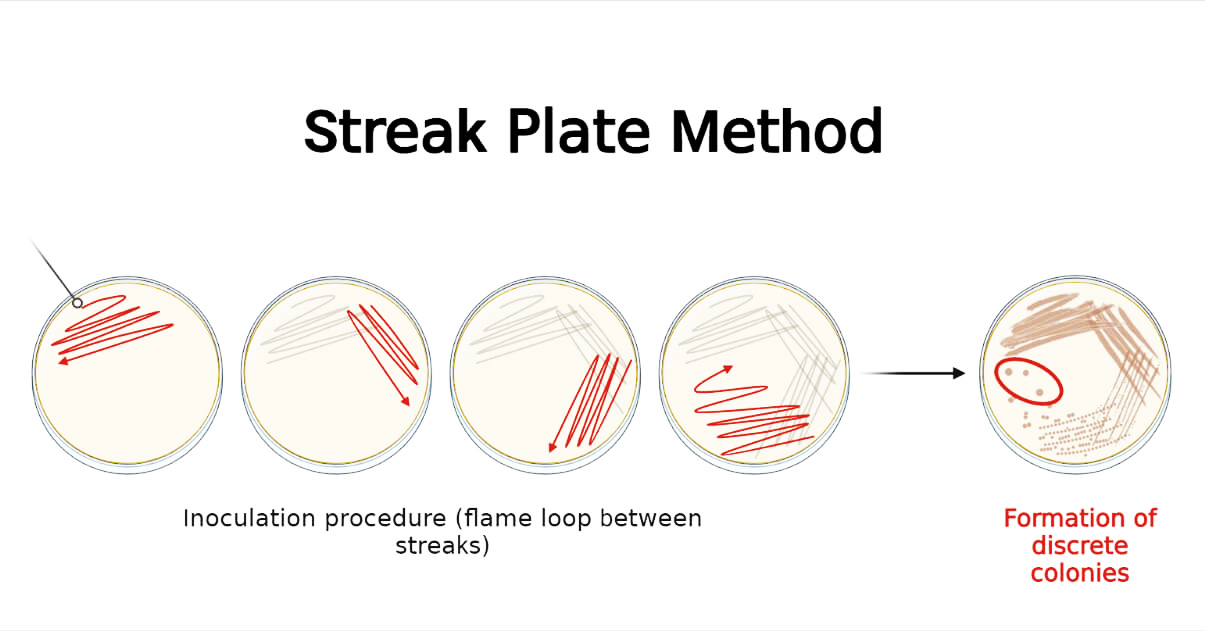 Streak Plate Method
Inoculation procedure (flame loop between
streaks)
Formation of
discrete
colonies